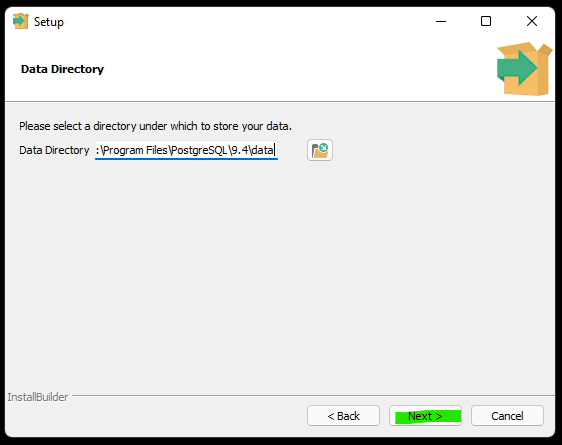 Setup
Data Directory
Please select a directory under which to store your data.
Data Directory :\Program Files\PostgreSQL\9.4\data
InstallBuilder
< Back Next > Cancel